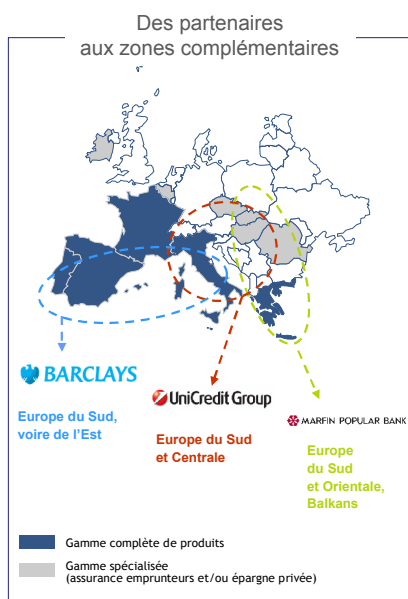 Des partenaires
aux zones complémentaires
BARCLAYS
Europe du Sud,
voire de l'Est
UniCredit Group
Europe du Sud
et Centrale
MARFIN POPULAR BANK
Europe
du Sud
et Orientale,
Balkans
Gamme complète de produits
Gamme spécialisée
(assurance emprunteurs et/ou épargne privée)